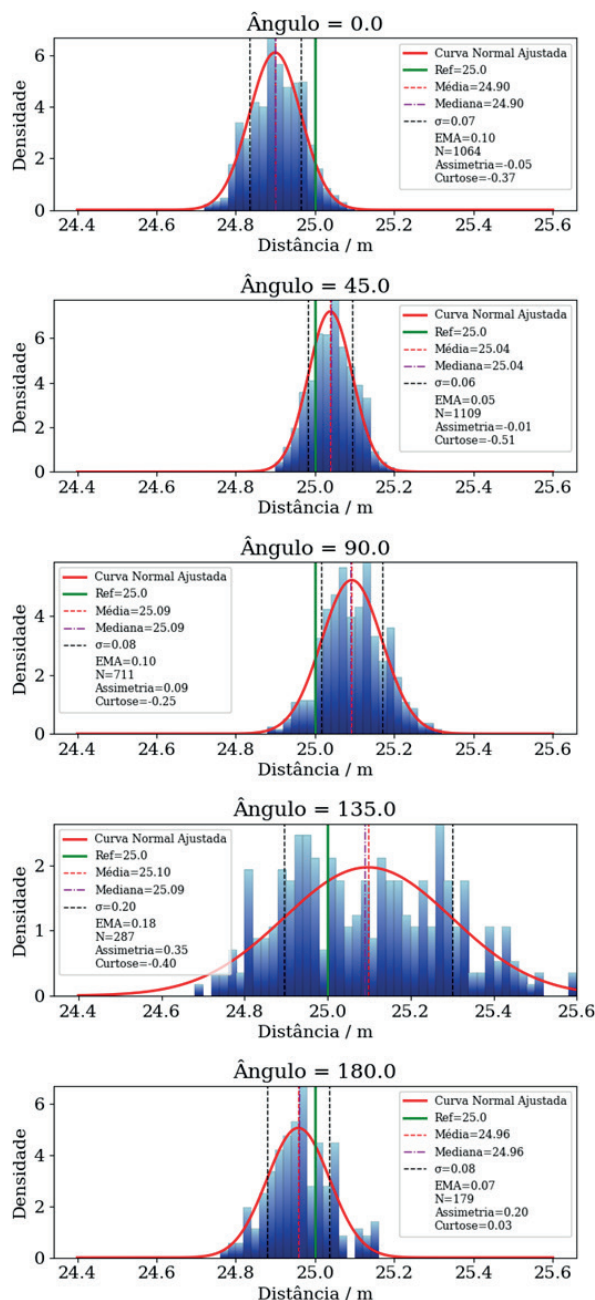 Ângulo = 0.0
Densidade
6
4
2
0
Curva Normal Ajustada
Ref=25.0
Média=24.90
Mediana=24.90
σ=0.07
EMA=0.10
N=1064
Assimetria=-0.05
Curtose=-0.37
24.4 24.6 24.8 25.0 25.2 25.4 25.6
Distância / m
Ângulo = 45.0
Densidade
6
4
2
0
Curva Normal Ajustada
Ref=25.0
Média=25.04
Mediana=25.04
σ=0.06
EMA=0.05
N=1109
Assimetria=-0.01
Curtose=-0.51
24.4 24.6 24.8 25.0 25.2 25.4 25.6
Distância / m
Ângulo = 90.0
Densidade
4
2
0
Curva Normal Ajustada
Ref=25.0
Média=25.09
Mediana=25.09
σ=0.08
EMA=0.10
N=711
Assimetria=0.09
Curtose=-0.25
24.4 24.6 24.8 25.0 25.2 25.4 25.6
Distância / m
Ângulo = 135.0
Densidade
2
1
0
Curva Normal Ajustada
Ref=25.0
Média=25.10
Mediana=25.09
σ=0.20
EMA=0.18
N=287
Assimetria=0.35
Curtose=-0.40
24.4 24.6 24.8 25.0 25.2 25.4 25.6
Distância / m
Ângulo = 180.0
Densidade
6
4
2
0
Curva Normal Ajustada
Ref=25.0
Média=24.96
Mediana=24.96
σ=0.08
EMA=0.07
N=179
Assimetria=0.20
Curtose=0.03
24.4 24.6 24.8 25.0 25.2 25.4 25.6
Distância / m